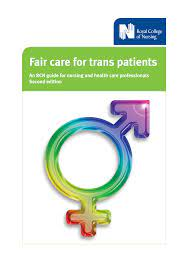 Royal College
of Nursing
Fair care for trans patients
An RCN guide for nursing and health care professionals
Second edition